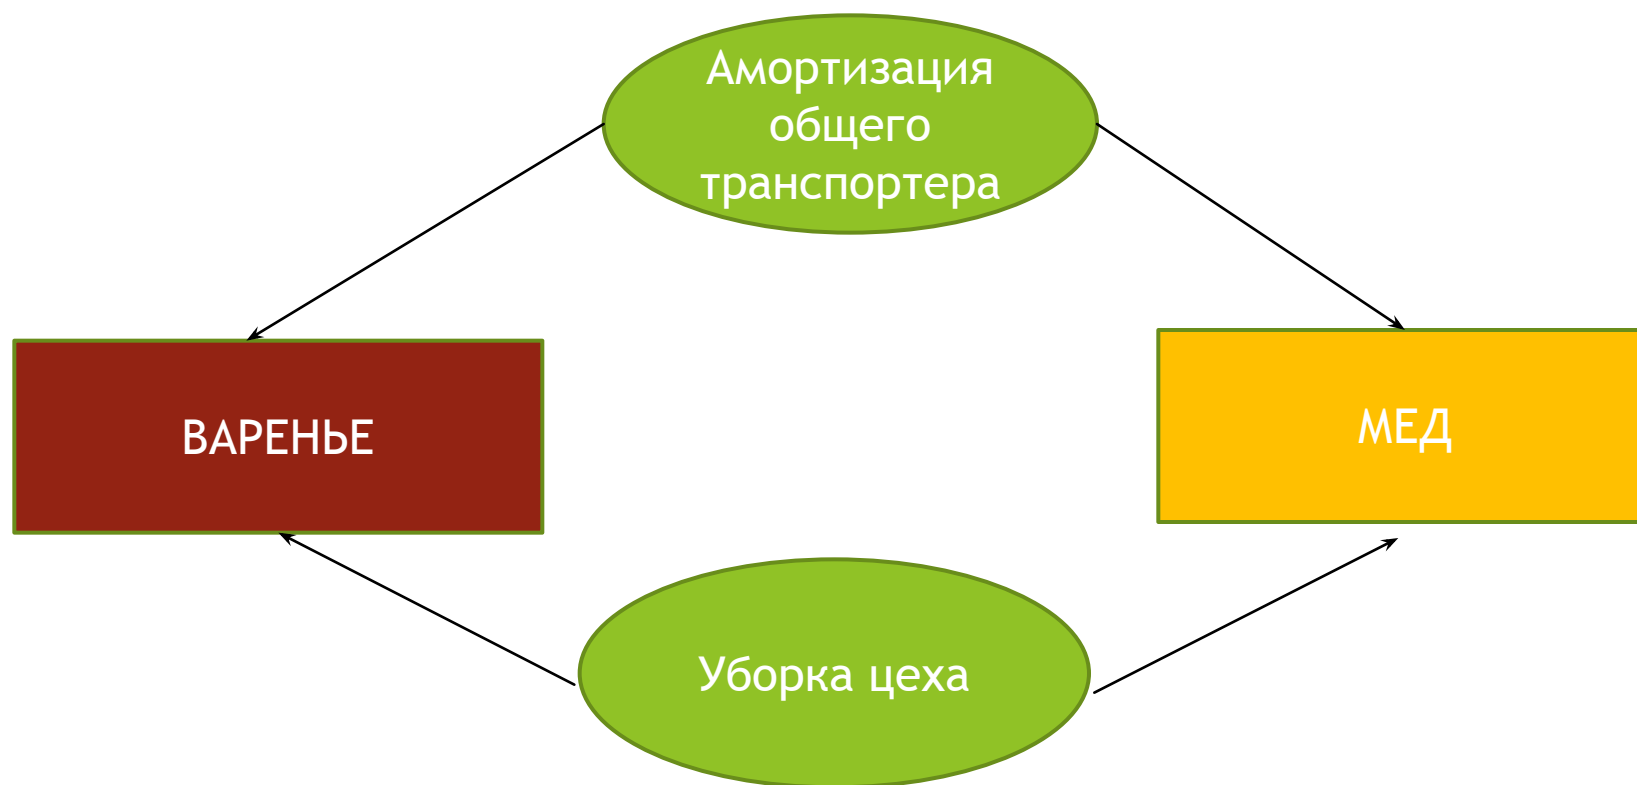 Амортизация
общего
транспортера
ВАРЕНЬЕ
МЕД
Уборка цеха